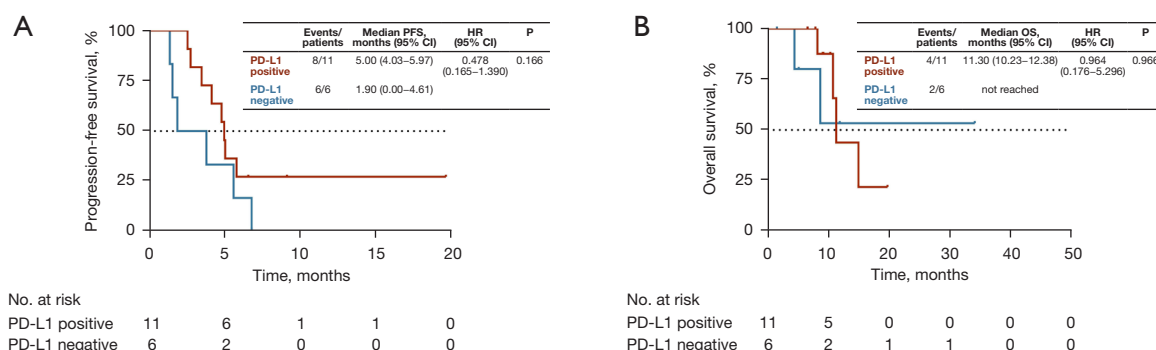 A
Events/ patients Median PFS, months (95% CI) HR (95% CI) P
PD-L1 positive 8/11 5.00 (4.03–5.97) 0.478 (0.165–1.390) 0.166
PD-L1 negative 6/6 1.90 (0.00–4.61)
Progression-free survival, %
100
75
50
25
0
0 5 10 15 20
Time, months
No. at risk
PD-L1 positive 11 6 1 1 0
PD-L1 negative 6 2 0 0 0
B
Events/ patients Median OS, months (95% CI) HR (95% CI) P
PD-L1 positive 4/11 11.30 (10.23–12.38) 0.964 (0.176–5.296) 0.966
PD-L1 negative 2/6 not reached
Overall survival, %
100
75
50
25
0
0 10 20 30 40 50
Time, months
No. at risk
PD-L1 positive 11 5 0 0 0 0
PD-L1 negative 6 2 1 1 0 0